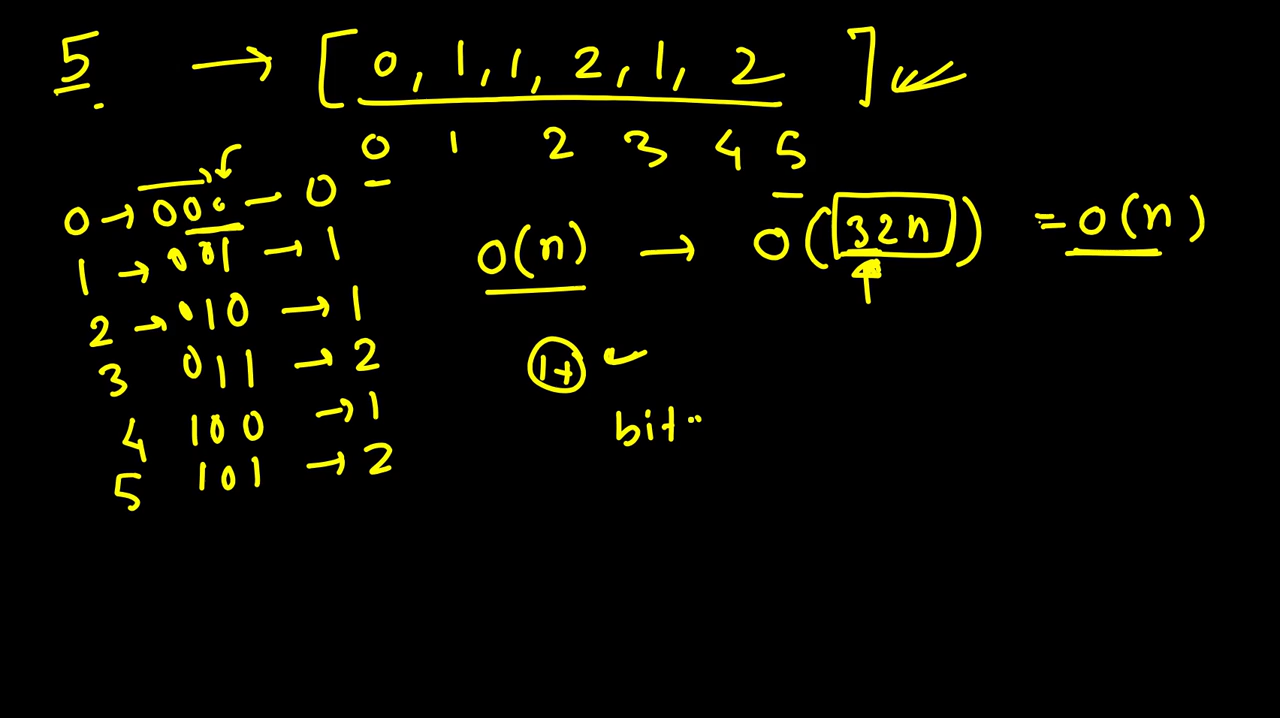 5 → [ 0, 1, 1, 2, 1, 2 ]
0 1 2 3 4 5
0 → 000 - 0
1 → 001 → 1
O(n) → O(32n) = O(n)
2 → 010 → 1
3 011 → 2
1+
4 100 → 1
bit
5 101 → 2